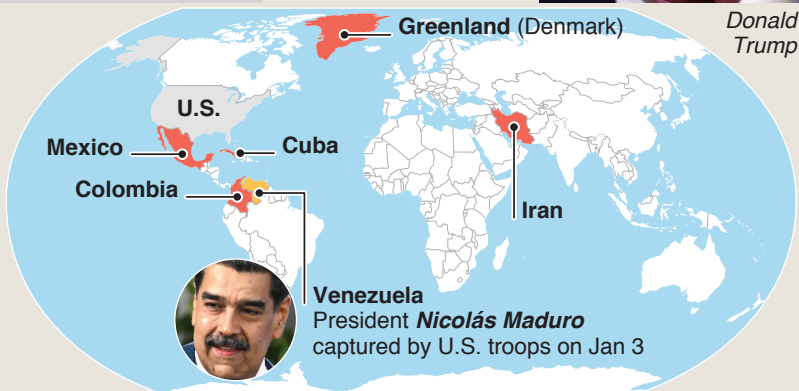 Donald
Trump
Greenland (Denmark)
U.S.
Mexico
Cuba
Colombia
Iran
Venezuela
President Nicolás Maduro
captured by U.S. troops on Jan 3